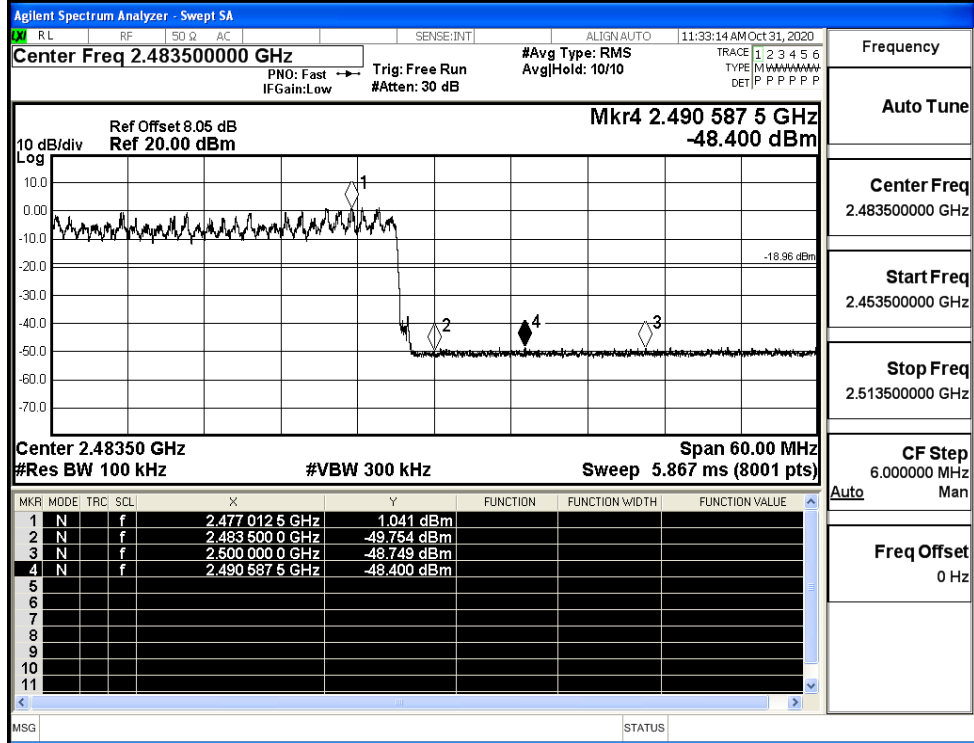 Agilent Spectrum Analyzer - Swept SA
LXI RL RF 50 Ω AC SENSE:INT ALIGN AUTO 11:33:14 AM Oct 31, 2020
Center Freq 2.483500000 GHz
#Avg Type: RMS
TRACE 1 2 3 4 5 6
PNO: Fast Trig: Free Run
Avg|Hold: 10/10
TYPE M W W W W W
IFGain:Low #Atten: 30 dB
DET P P P P P P
Mkr4 2.490 587 5 GHz
-48.400 dBm
Ref Offset 8.05 dB
10 dB/div Ref 20.00 dBm
Log
10.0
0.00
-10.0
-20.0
-30.0
-40.0
-50.0
-60.0
-70.0
1
-18.96 dBm
2
4
3
Center 2.48350 GHz Span 60.00 MHz
#Res BW 100 kHz #VBW 300 kHz Sweep 5.867 ms (8001 pts)
MKR MODE TRC SCL X Y FUNCTION FUNCTION WIDTH FUNCTION VALUE
1 N f 2.477 012 5 GHz 1.041 dBm
2 N f 2.483 500 0 GHz -49.754 dBm
3 N f 2.500 000 0 GHz -48.749 dBm
4 N f 2.490 587 5 GHz -48.400 dBm
5
6
7
8
9
10
11
MSG STATUS
Frequency
Auto Tune
Center Freq
2.483500000 GHz
Start Freq
2.453500000 GHz
Stop Freq
2.513500000 GHz
CF Step
6.000000 MHz
Auto Man
Freq Offset
0 Hz